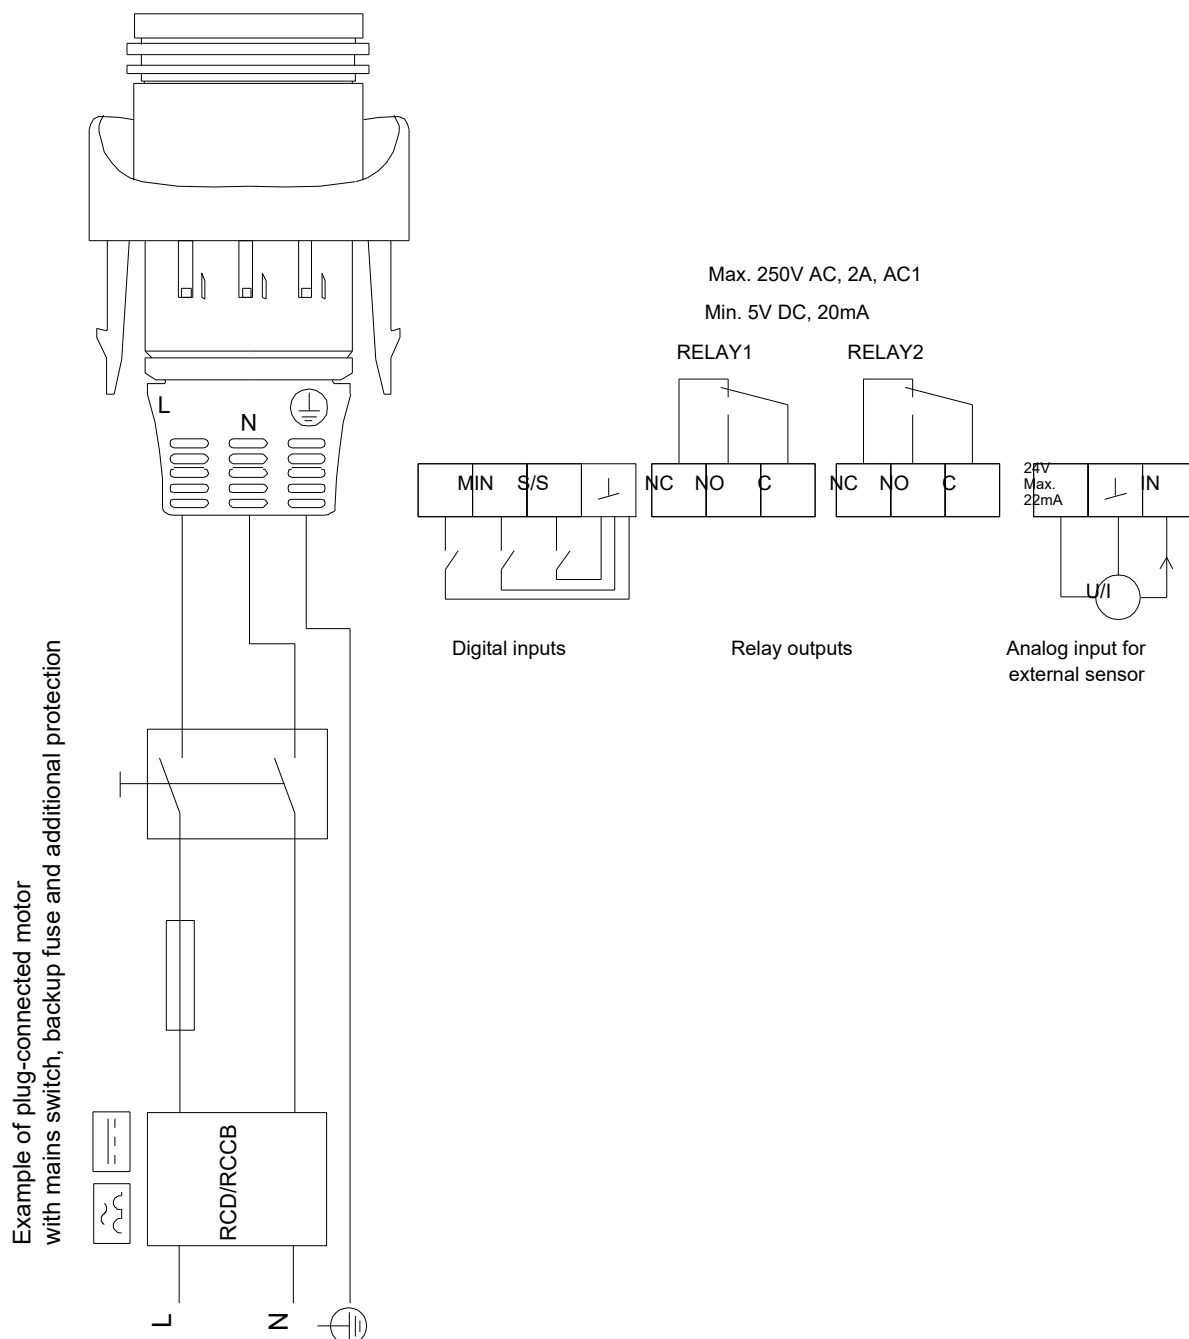 Max. 250V AC, 2A, AC1
Min. 5V DC, 20mA
RELAY1
RELAY2
L
N
MIN
S/S
NC
NO
C
NC
NO
C
24V
Max.
22mA
IN
U/I
Digital inputs
Relay outputs
Analog input for
external sensor
Example of plug-connected motor
with mains switch, backup fuse and additional protection
RCD/RCCB
L
N